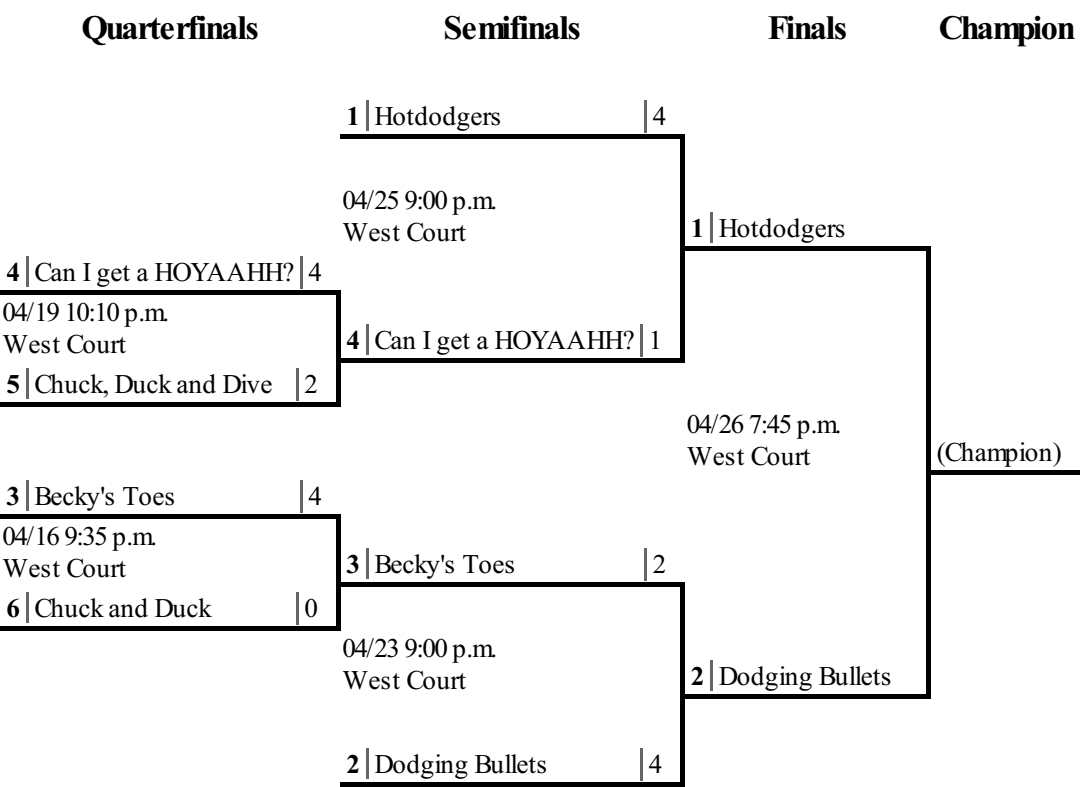 Quarterfinals Semifinals Finals Champion
1 Hotdodgers 4
04/25 9:00 p.m.
West Court
1 Hotdodgers
4 Can I get a HOYAAHH? 4
04/19 10:10 p.m.
West Court
4 Can I get a HOYAAHH? 1
5 Chuck, Duck and Dive 2
04/26 7:45 p.m.
West Court
(Champion)
3 Becky's Toes 4
04/16 9:35 p.m.
West Court
3 Becky's Toes 2
6 Chuck and Duck 0
04/23 9:00 p.m.
West Court
2 Dodging Bullets
2 Dodging Bullets 4